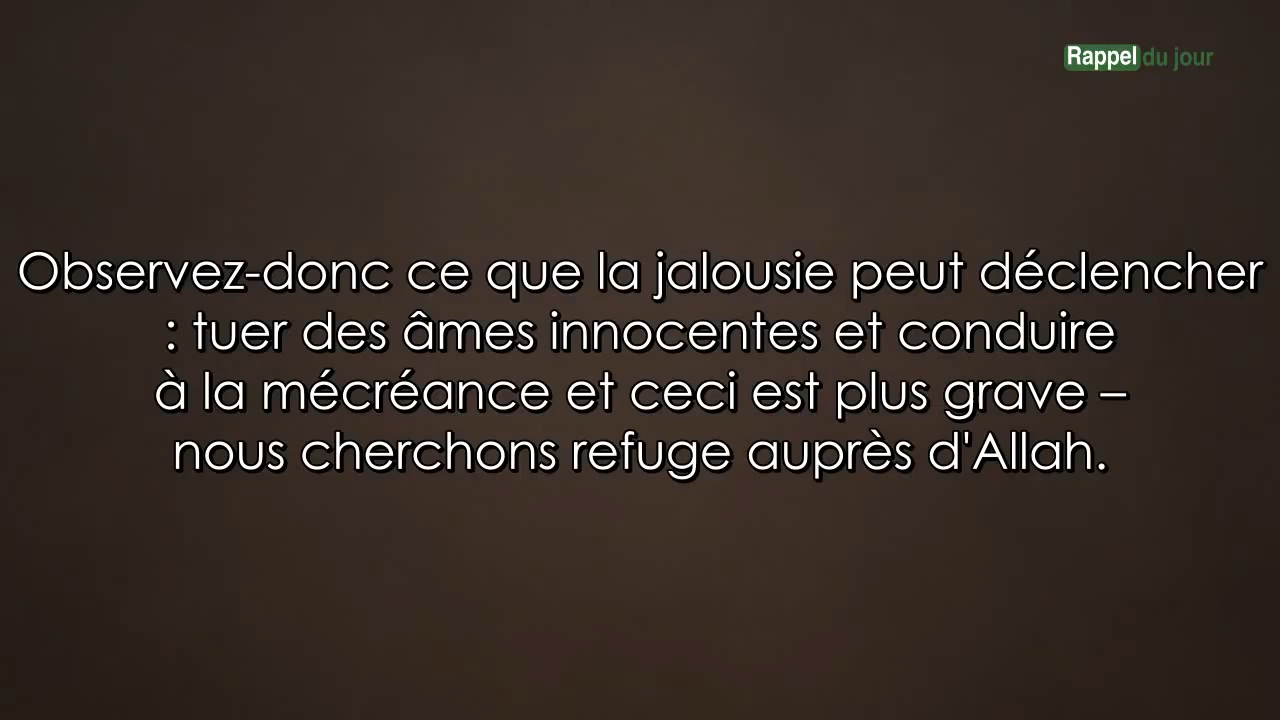 Rappel du jour
Observez-donc ce que la jalousie peut déclencher
: tuer des âmes innocentes et conduire
à la mécréance et ceci est plus grave –
nous cherchons refuge auprès d'Allah.